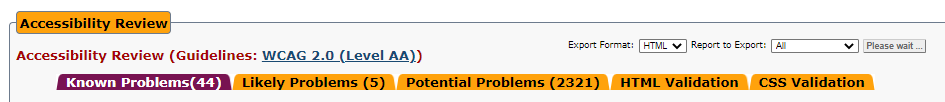 Accessibility Review
Export Format: HTML Report to Export: All Please wait ...
Accessibility Review (Guidelines: WCAG 2.0 (Level AA))
Known Problems(44) Likely Problems (5) Potential Problems (2321) HTML Validation CSS Validation